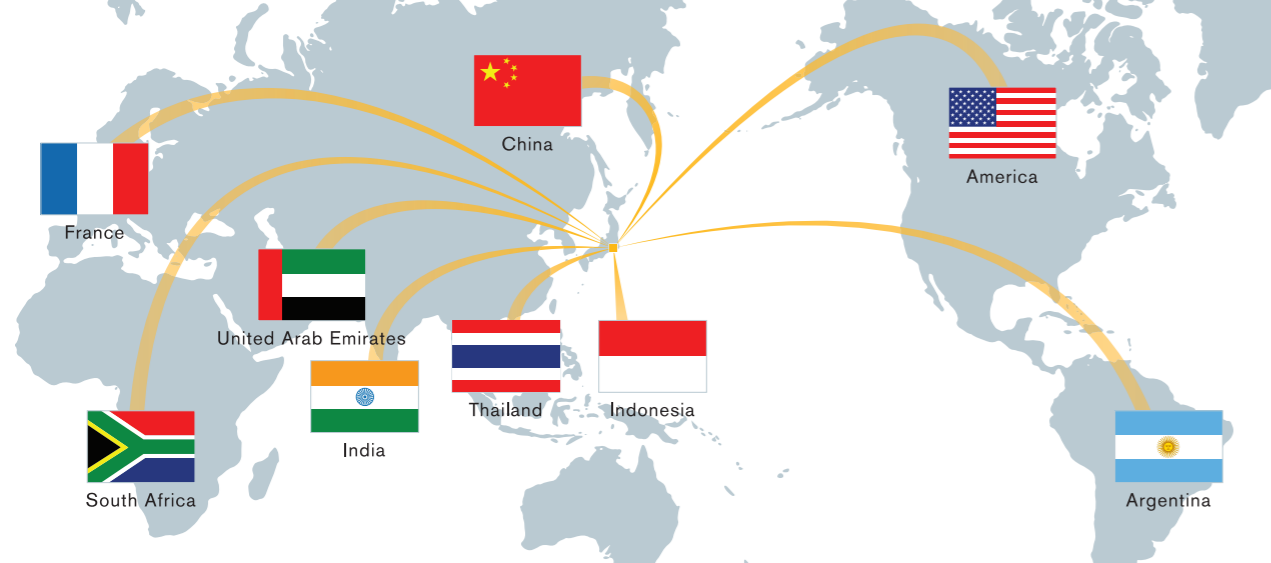 China
America
France
United Arab Emirates
Thailand
Indonesia
India
South Africa
Argentina